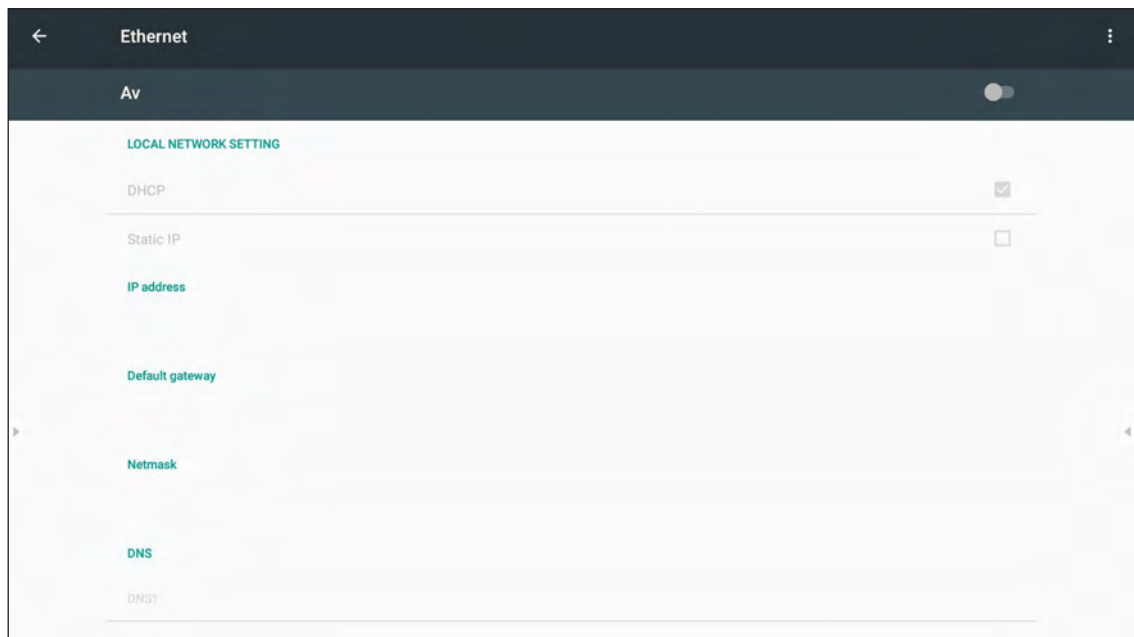 Ethernet
Av
LOCAL NETWORK SETTING
DHCP
Static IP
IP address
Default gateway
Netmask
DNS
DNS1